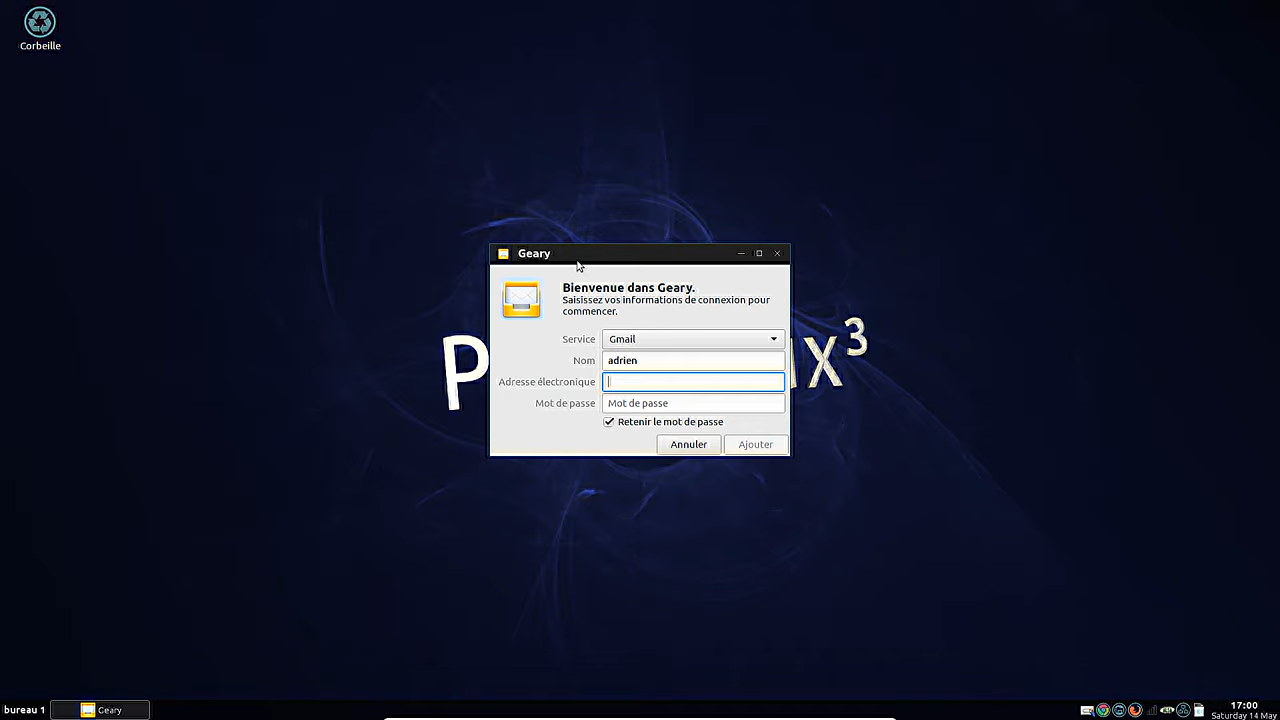 Corbeille
Geary
Bienvenue dans Geary.
Saisissez vos informations de connexion pour
commencer.
Service Gmail
Nom adrien
Adresse électronique
Mot de passe Mot de passe
Retenir le mot de passe
Annuler Ajouter
P
X³
bureau 1 Geary
17:00
Saturday 14 May